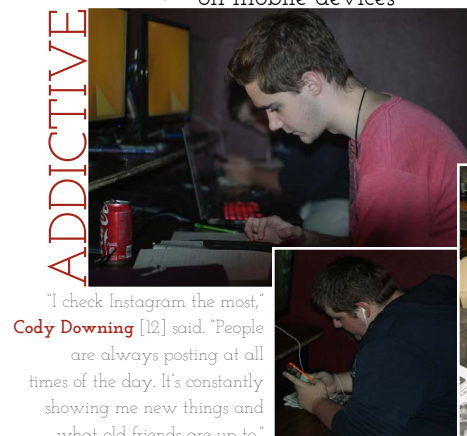 on mobile devices
ADDICTIVE
"I check Instagram the most,"
Cody Downing [12] said. "People
are always posting at all
times of the day. It's constantly
showing me new things and
what old friends are up to."